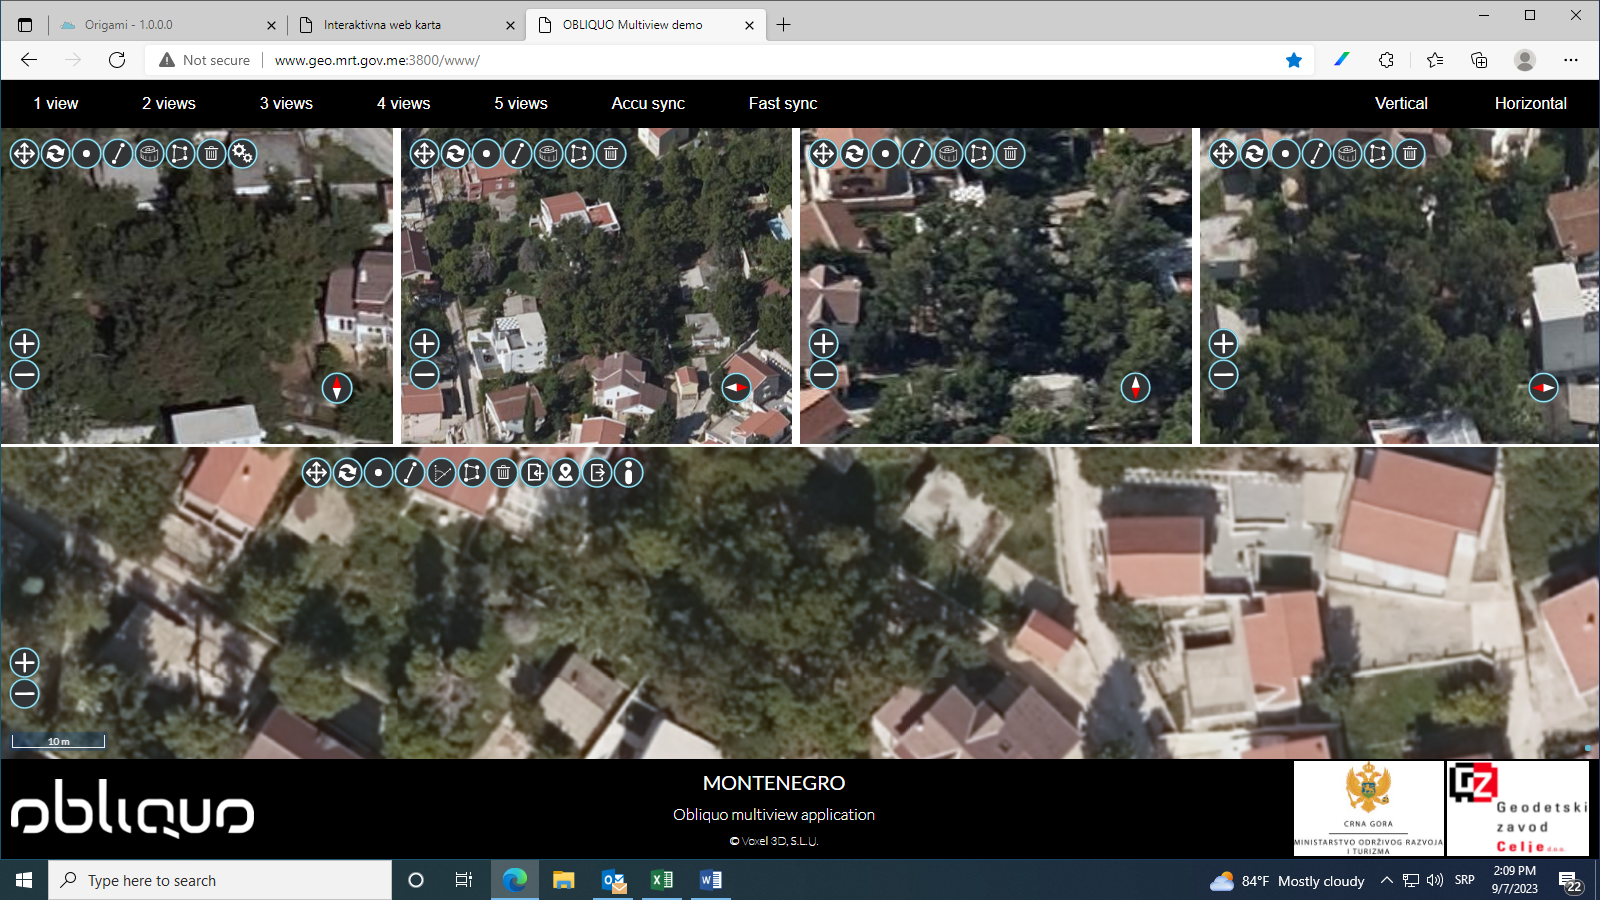 Origami - 1.0.0.0
Interaktivna web karta
OBLIQUO Multiview demo
Not secure
www.geo.mrt.gov.me:3800/www/
1 view
2 views
3 views
4 views
5 views
Accu sync
Fast sync
Vertical
Horizontal
10 m
obliquo
MONTENEGRO
Obliquo multiview application
© Voxel 3D, S.L.U.
CRNA GORA
MINISTARSTVO ODRŽIVOG RAZVOJA
I TURIZMA
GZ
Geodetski
zavod
Celje d.o.o.
Type here to search
84°F Mostly cloudy
SRP
2:09 PM
9/7/2023
22